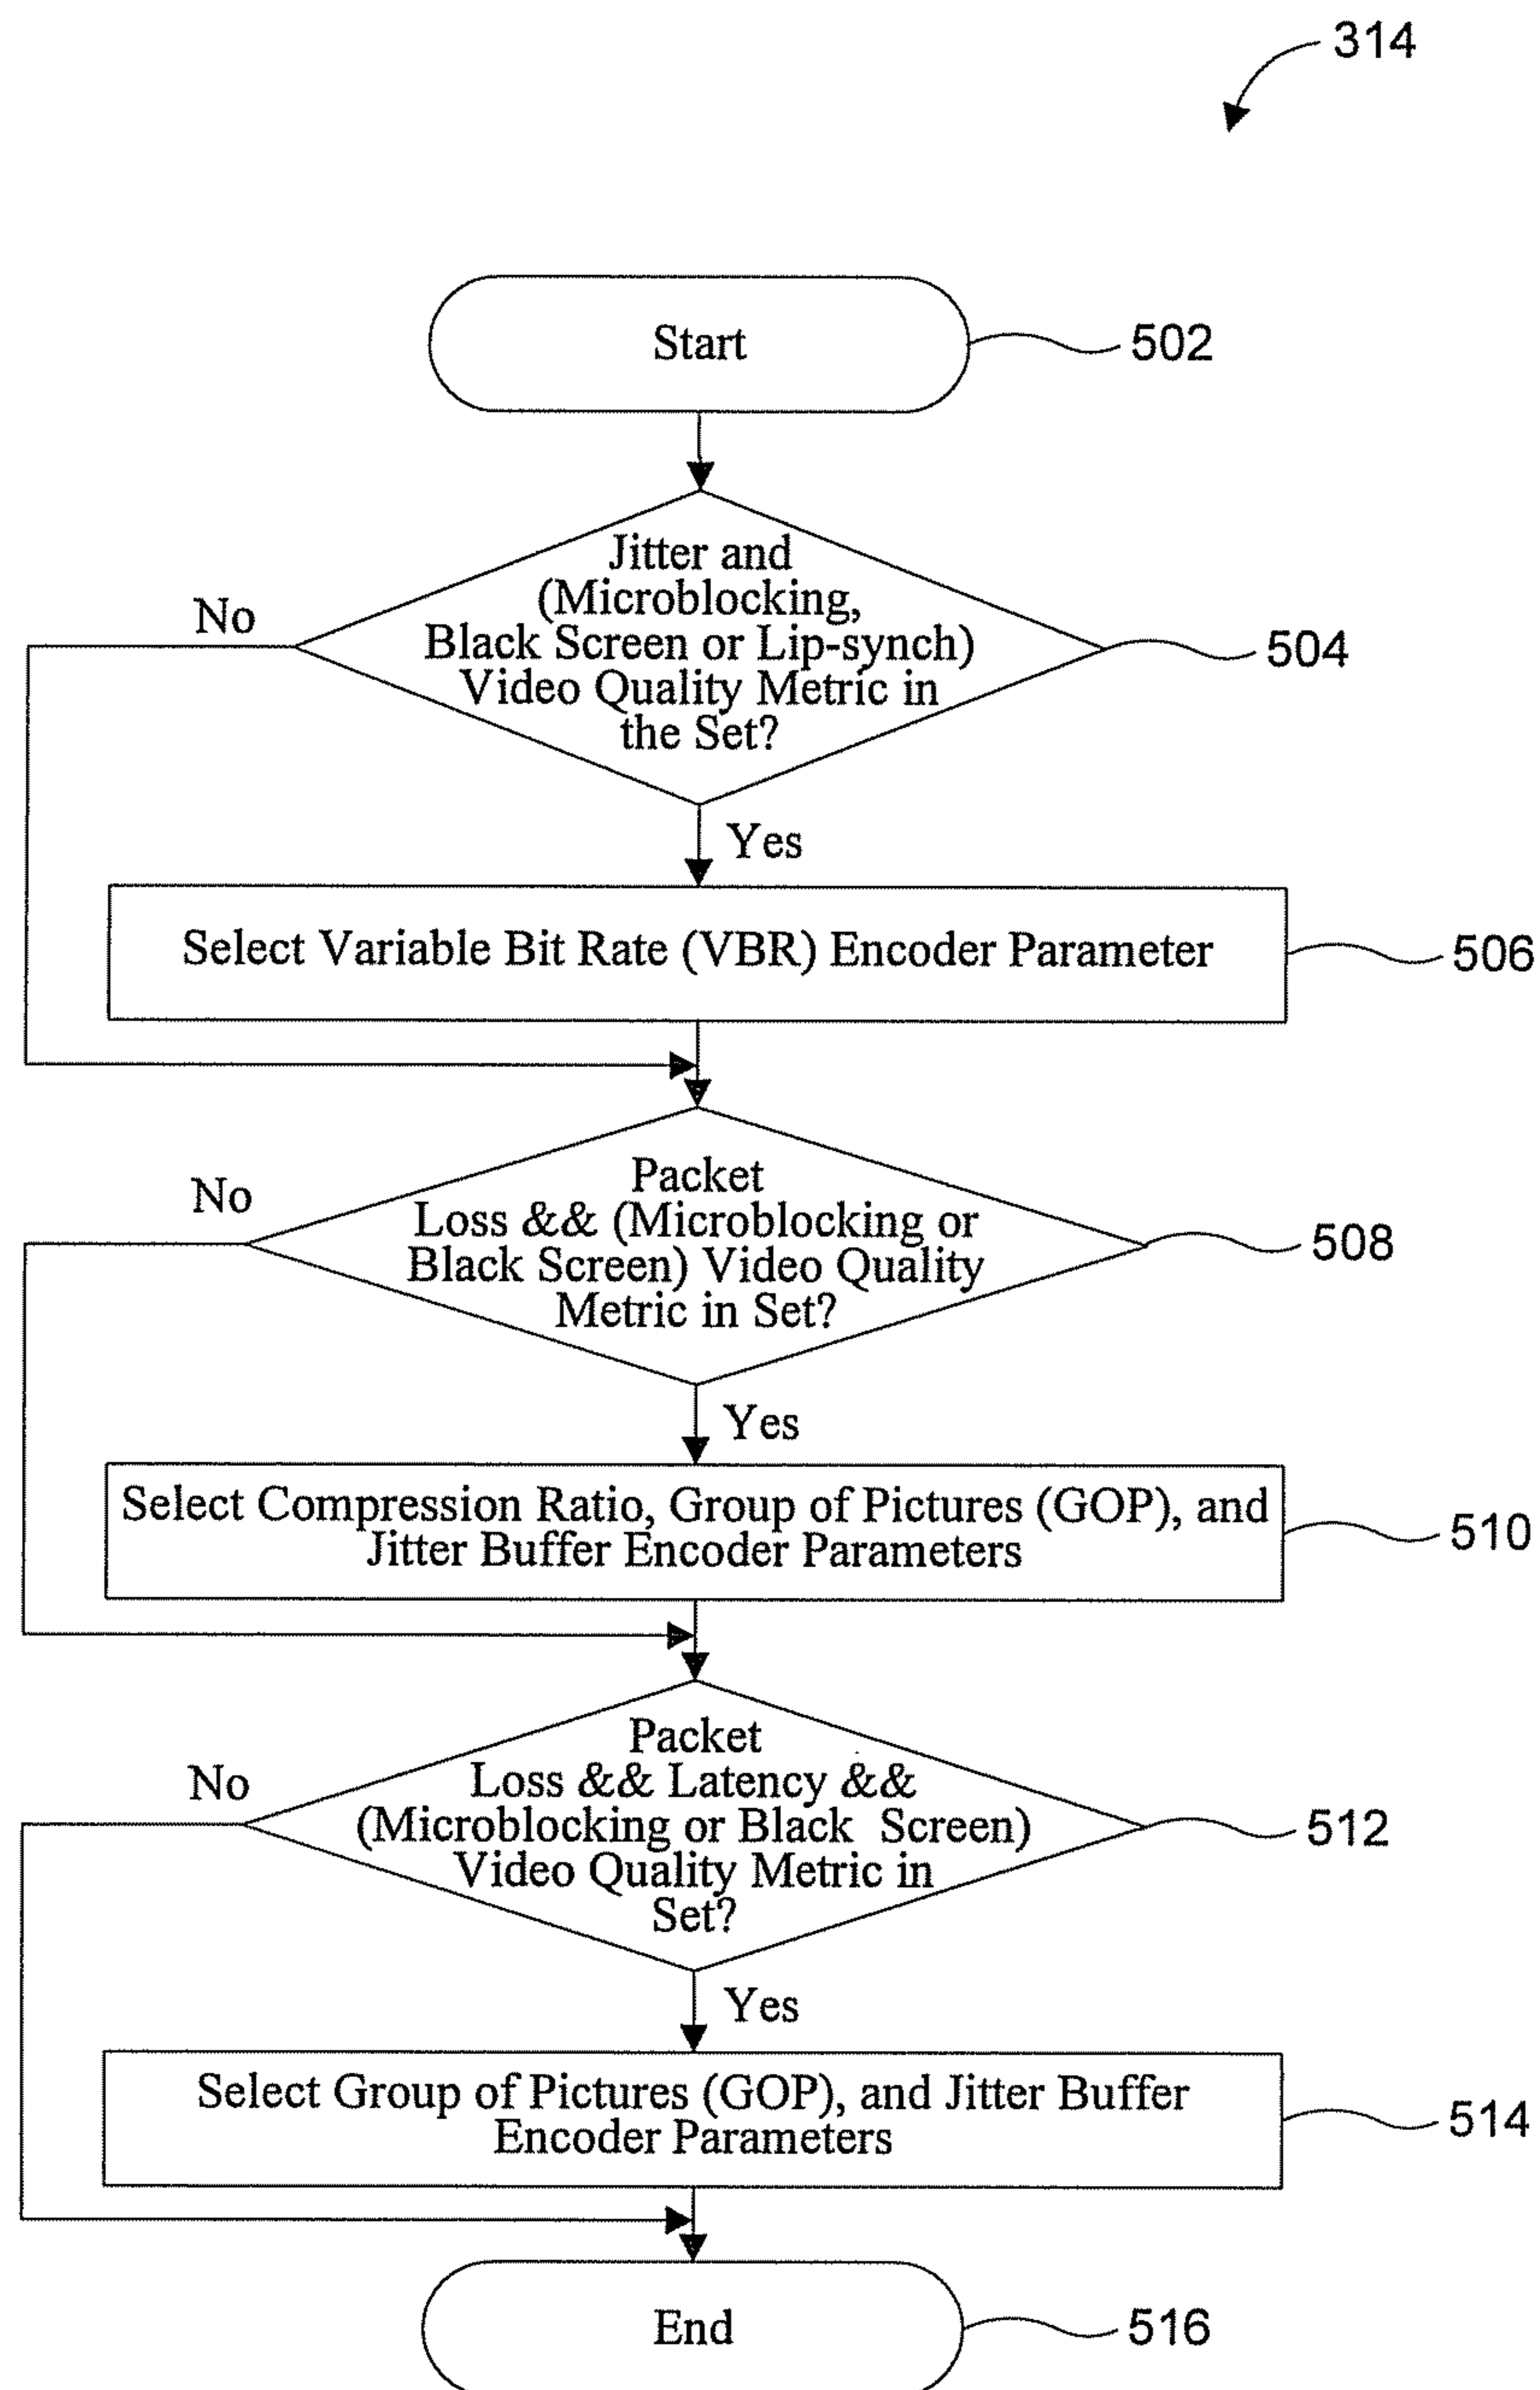 314
Start
502
Jitter and
(Microblocking,
Black Screen or Lip-synch)
Video Quality Metric in
the Set?
No
504
Yes
Select Variable Bit Rate (VBR) Encoder Parameter
506
Packet
Loss && (Microblocking or
Black Screen) Video Quality
Metric in Set?
No
508
Yes
Select Compression Ratio, Group of Pictures (GOP), and
Jitter Buffer Encoder Parameters
510
Packet
Loss && Latency &&
(Microblocking or Black Screen)
Video Quality Metric in
Set?
No
512
Yes
Select Group of Pictures (GOP), and Jitter Buffer
Encoder Parameters
514
End
516